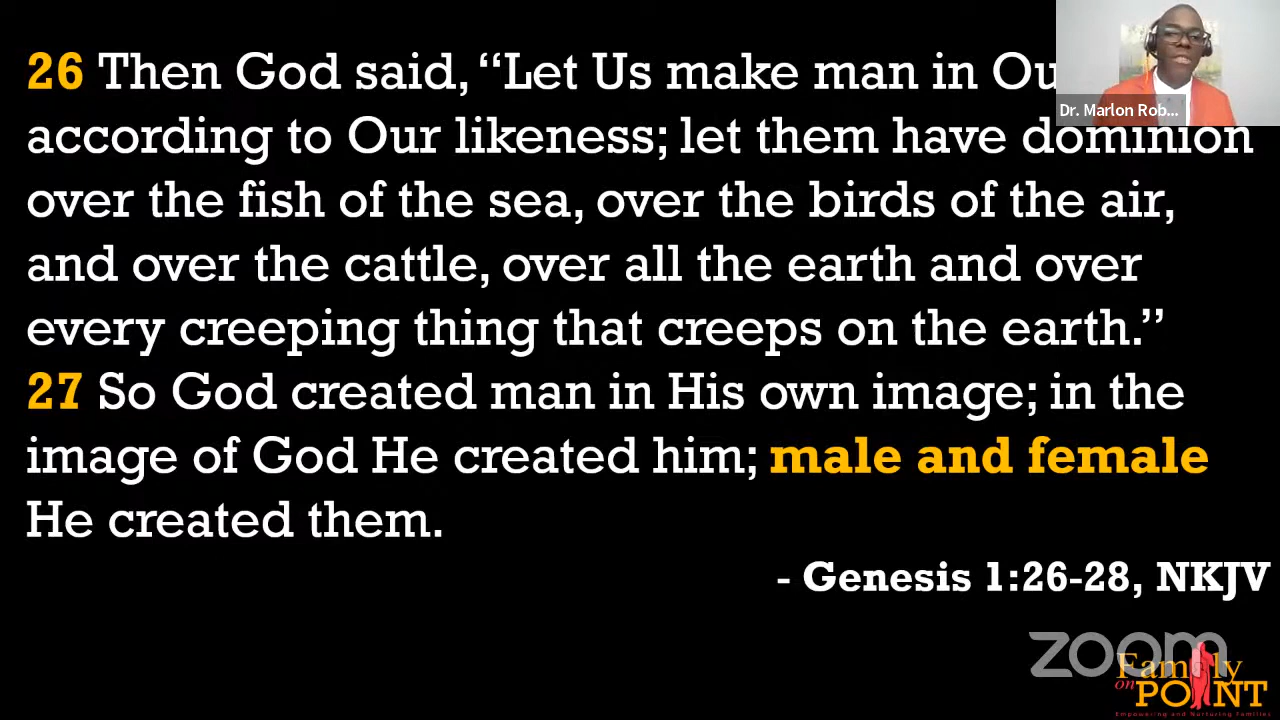 26 Then God said, “Let Us make man in
according to Our likeness; let them have dominion
over the fish of the sea, over the birds of the air,
and over the cattle, over all the earth and over
every creeping thing that creeps on the earth.”
27 So God created man in His own image; in the
image of God He created him; male and female
He created them.
- Genesis 1:26-28, NKJV
Dr. Marlon Rob...
zoom
Family
on POINT
Empowering and Nurturing Families